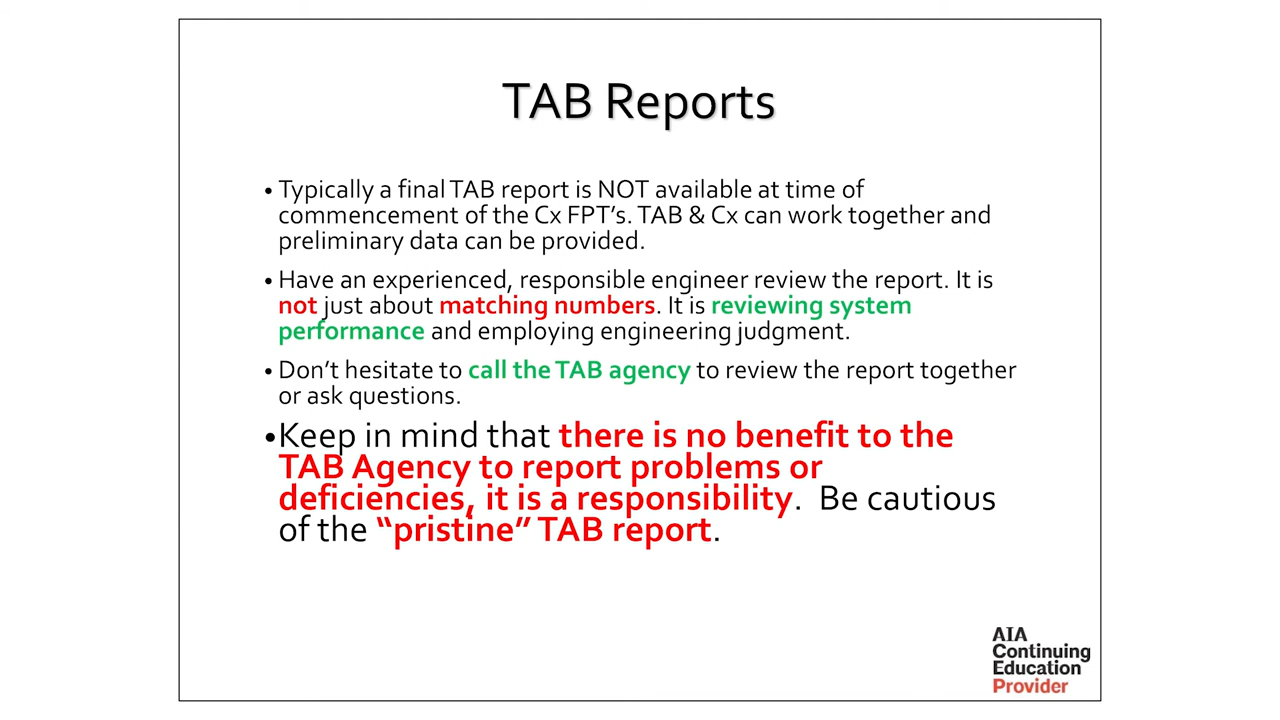 TAB Reports
• Typically a final TAB report is NOT available at time of
commencement of the Cx FPT’s. TAB & Cx can work together and
preliminary data can be provided.
• Have an experienced, responsible engineer review the report. It is
not just about matching numbers. It is reviewing system
performance and employing engineering judgment.
• Don’t hesitate to call the TAB agency to review the report together
or ask questions.
•Keep in mind that there is no benefit to the
TAB Agency to report problems or
deficiencies, it is a responsibility.  Be cautious
of the “pristine” TAB report.
AIA
Continuing
Education
Provider